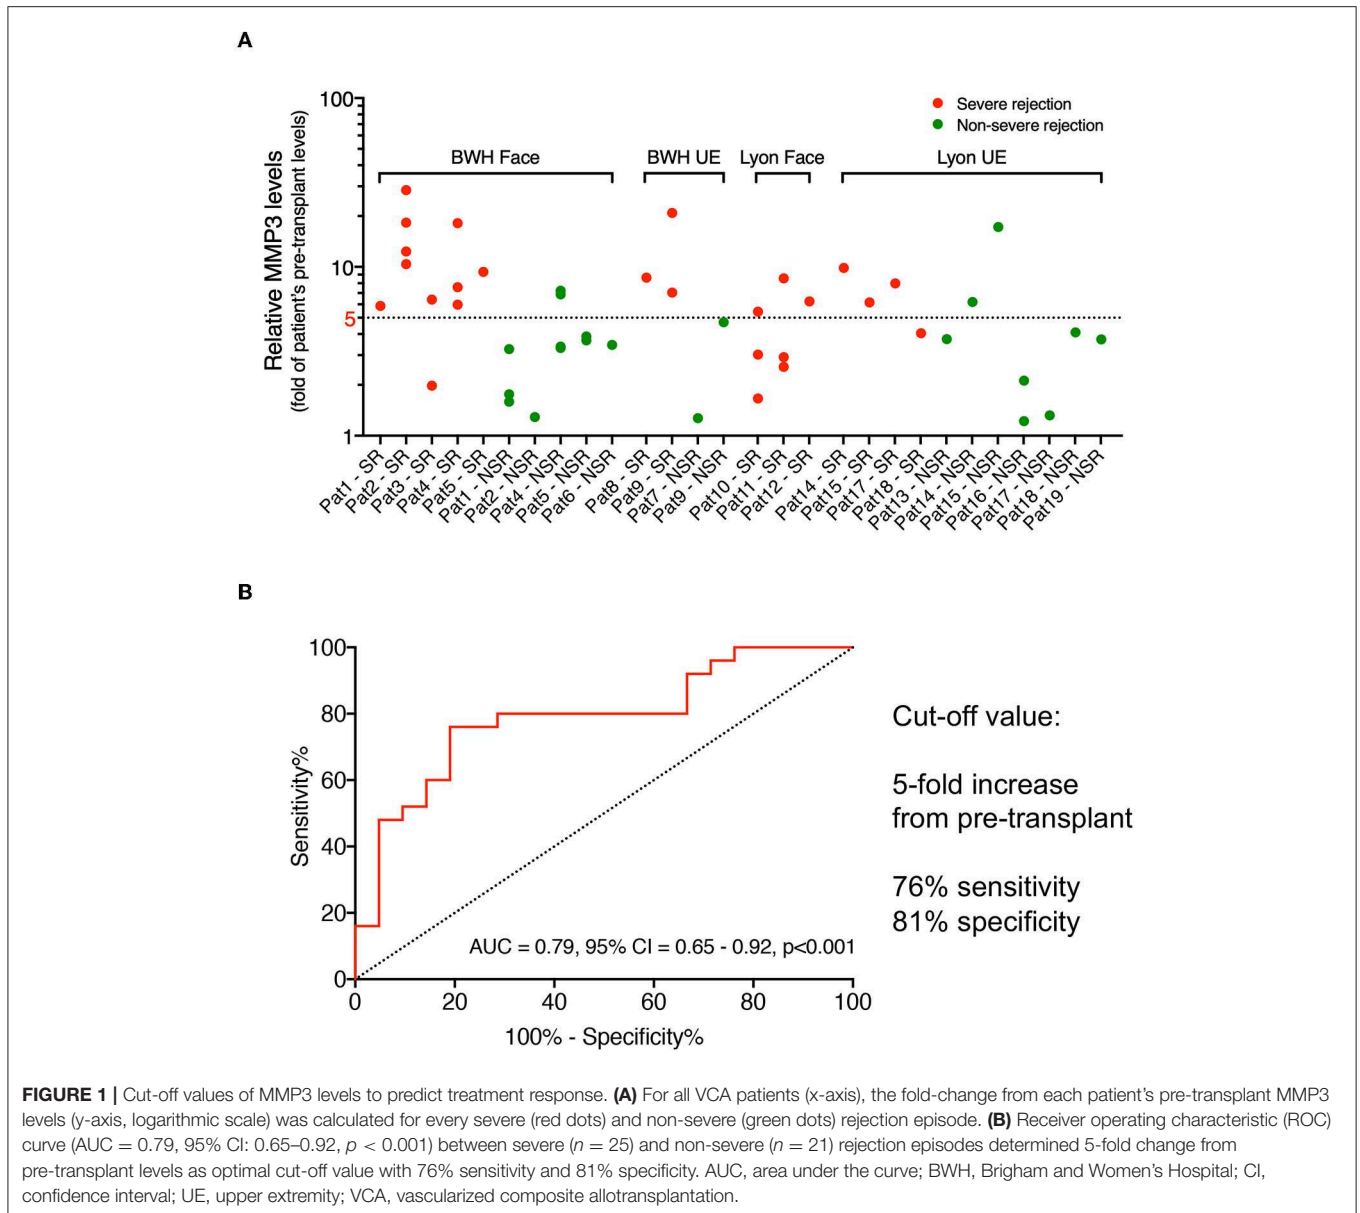 A
100
10
5
1
Relative MMP3 levels
(fold of patient's pre-transplant levels)
Severe rejection
Non-severe rejection
BWH Face
BWH UE
Lyon Face
Lyon UE
Pat1 - SR
Pat2 - SR
Pat3 - SR
Pat4 - SR
Pat5 - SR
Pat1 - NSR
Pat2 - NSR
Pat4 - NSR
Pat5 - NSR
Pat6 - NSR
Pat8 - SR
Pat9 - SR
Pat7 - NSR
Pat9 - NSR
Pat10 - SR
Pat11 - SR
Pat12 - SR
Pat14 - SR
Pat15 - SR
Pat17 - SR
Pat18 - SR
Pat13 - NSR
Pat14 - NSR
Pat15 - NSR
Pat16 - NSR
Pat17 - NSR
Pat18 - NSR
Pat19 - NSR
B
100
80
60
40
20
0
Sensitivity%
AUC = 0.79, 95% CI = 0.65 - 0.92, p<0.001
0 20 40 60 80 100
100% - Specificity%
Cut-off value:
5-fold increase
from pre-transplant
76% sensitivity
81% specificity
FIGURE 1 | Cut-off values of MMP3 levels to predict treatment response. (A) For all VCA patients (x-axis), the fold-change from each patient's pre-transplant MMP3
levels (y-axis, logarithmic scale) was calculated for every severe (red dots) and non-severe (green dots) rejection episode. (B) Receiver operating characteristic (ROC)
curve (AUC = 0.79, 95% CI: 0.65–0.92, p < 0.001) between severe (n = 25) and non-severe (n = 21) rejection episodes determined 5-fold change from
pre-transplant levels as optimal cut-off value with 76% sensitivity and 81% specificity. AUC, area under the curve; BWH, Brigham and Women's Hospital; CI,
confidence interval; UE, upper extremity; VCA, vascularized composite allotransplantation.